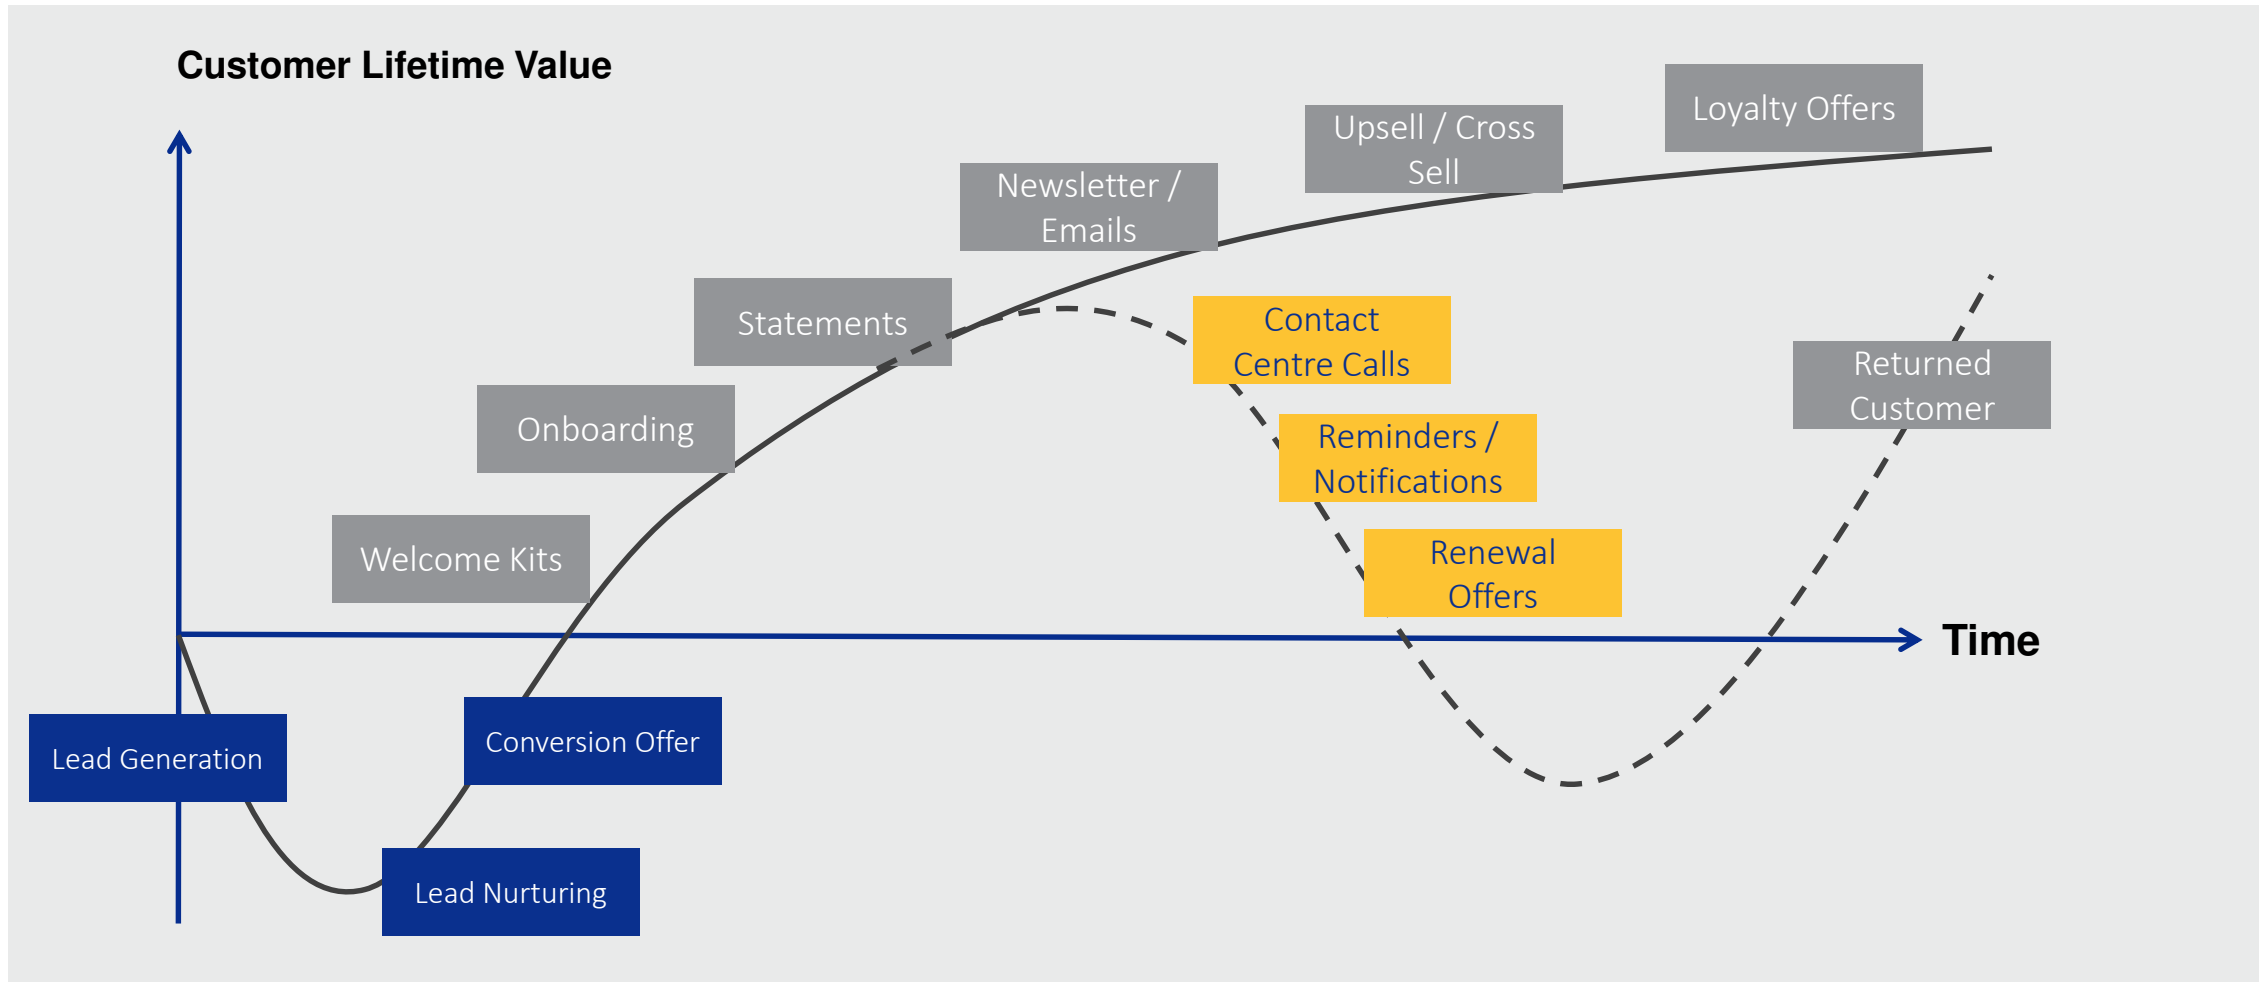 Customer Lifetime Value
Loyalty Offers
Upsell / Cross
Sell
Newsletter /
Emails
Statements
Contact
Centre Calls
Returned
Customer
Onboarding
Reminders /
Notifications
Welcome Kits
Renewal
Offers
Time
Lead Generation
Conversion Offer
Lead Nurturing